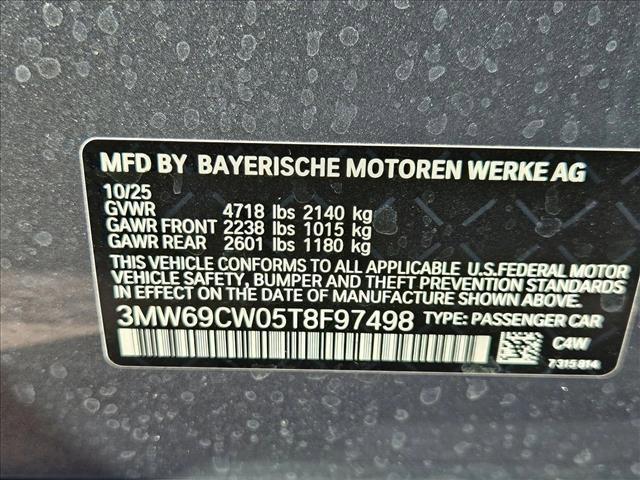 MFD BY BAYERISCHE MOTOREN WERKE AG
10/25
GVWR 4718 lbs 2140 kg
GAWR FRONT 2238 lbs 1015 kg
GAWR REAR 2601 lbs 1180 kg
THIS VEHICLE CONFORMS TO ALL APPLICABLE U.S.FEDERAL MOTOR
VEHICLE SAFETY, BUMPER AND THEFT PREVENTION STANDARDS
IN EFFECT ON THE DATE OF MANUFACTURE SHOWN ABOVE.
3MW69CW05T8F97498 TYPE: PASSENGER CAR
C4W
7315814